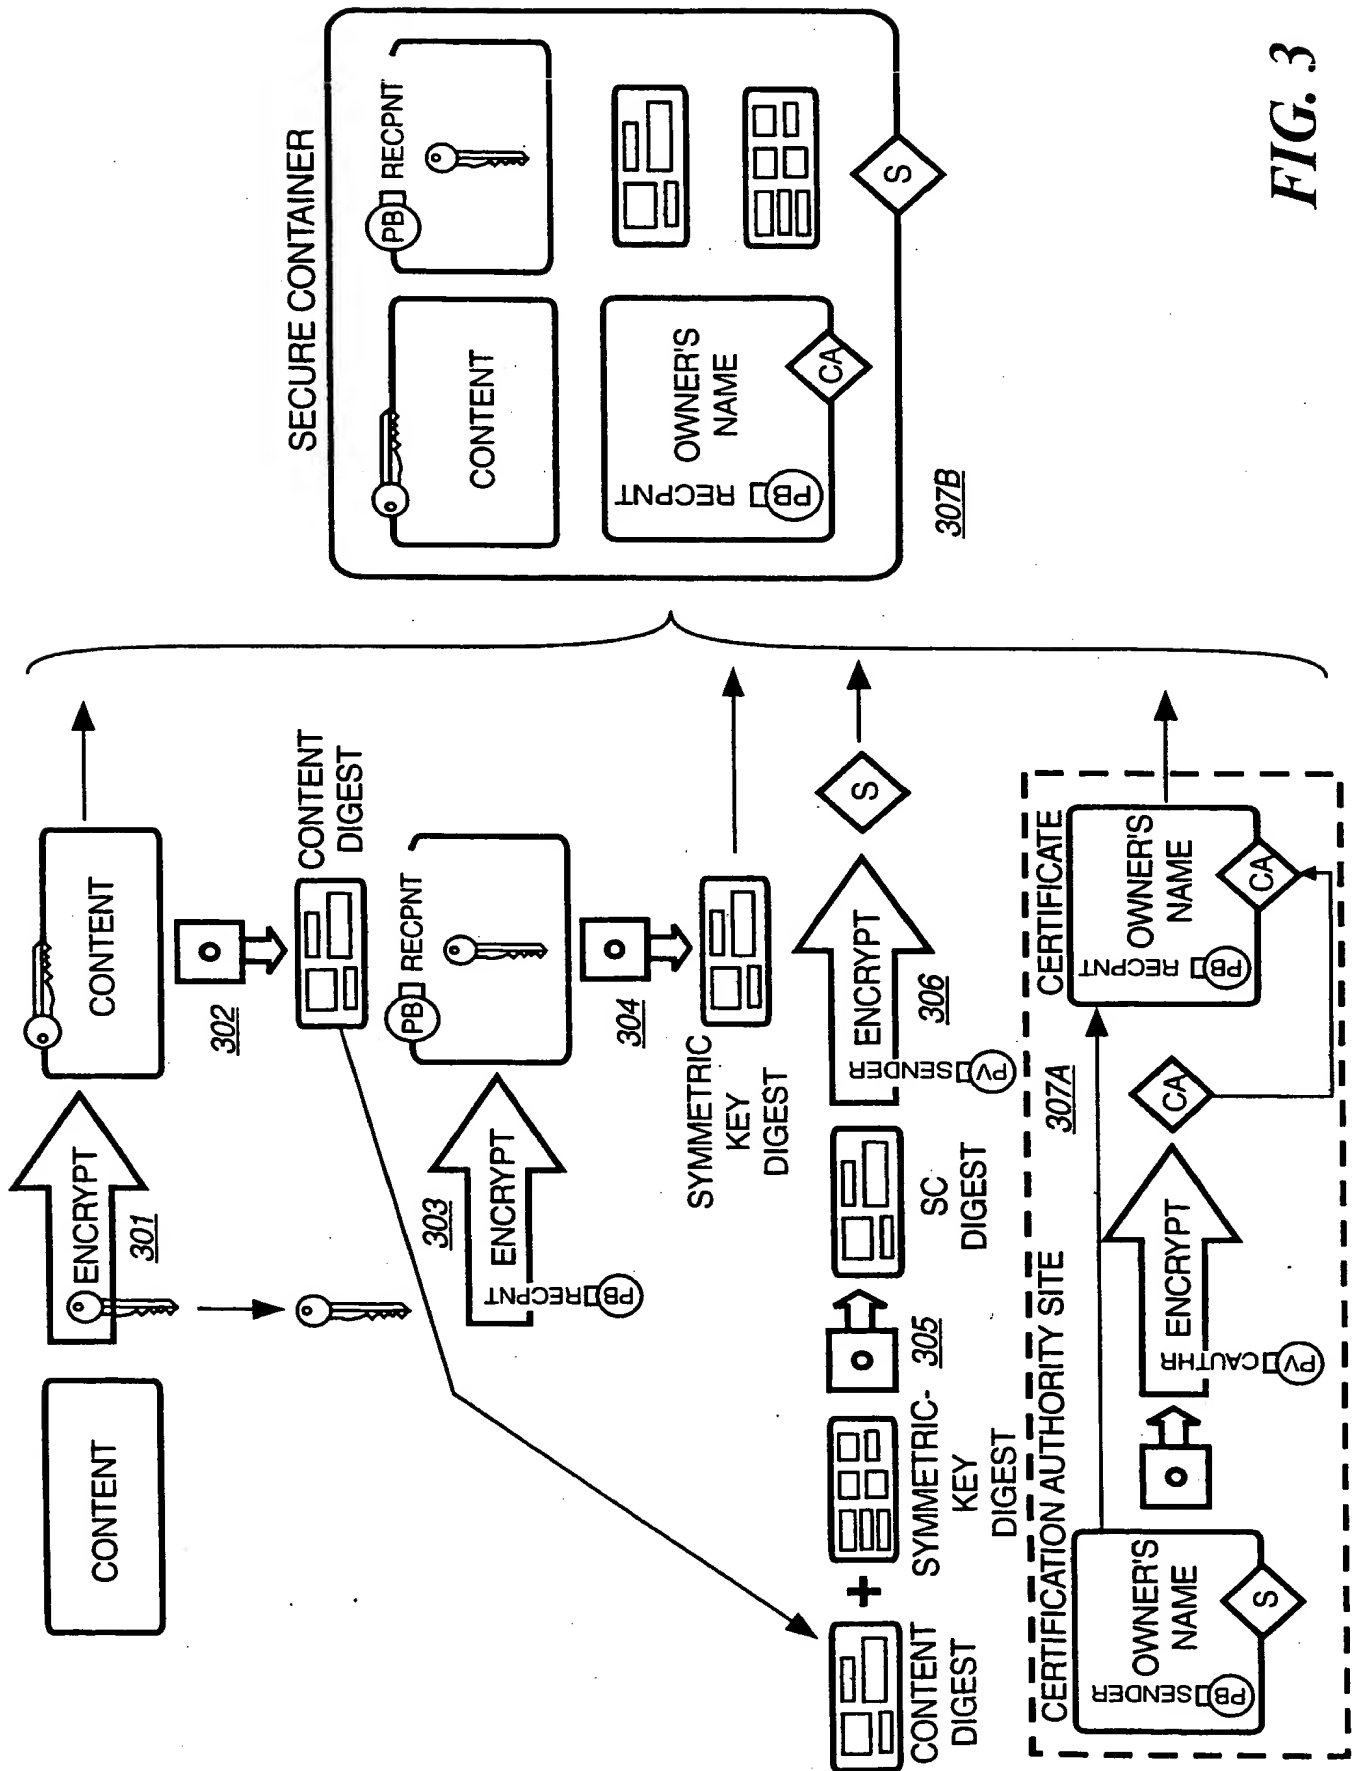 CONTENT
ENCRYPT
301
CONTENT
302
CONTENT
DIGEST
ENCRYPT
303
RECPNT
PB
PB
RECPNT
304
SYMMETRIC
KEY
DIGEST
CONTENT
DIGEST
+
SYMMETRIC-
KEY
DIGEST
305
SC
DIGEST
ENCRYPT
306
SENDER
PV
S
CERTIFICATION AUTHORITY SITE
307A
CERTIFICATE
SENDER
PB
OWNER'S
NAME
S
ENCRYPT
CAUTHR
PV
CA
RECPNT
PB
OWNER'S
NAME
CA
SECURE CONTAINER
CONTENT
PB
RECPNT
RECPNT
PB
OWNER'S
NAME
CA
S
307B
FIG. 3